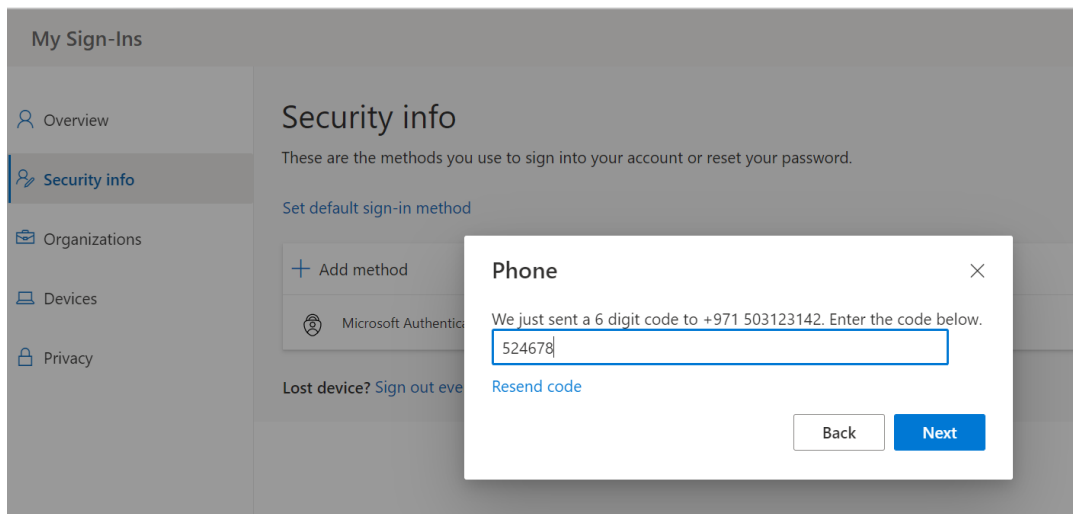 My Sign-Ins
Overview
Security info
Organizations
Devices
Privacy
Security info
These are the methods you use to sign into your account or reset your password.
Set default sign-in method
Add method
Microsoft
Lost device? Sign out
Phone
We just sent a 6 digit code to +971 503123142. Enter the code below.
524678
Resend code
Back
Next